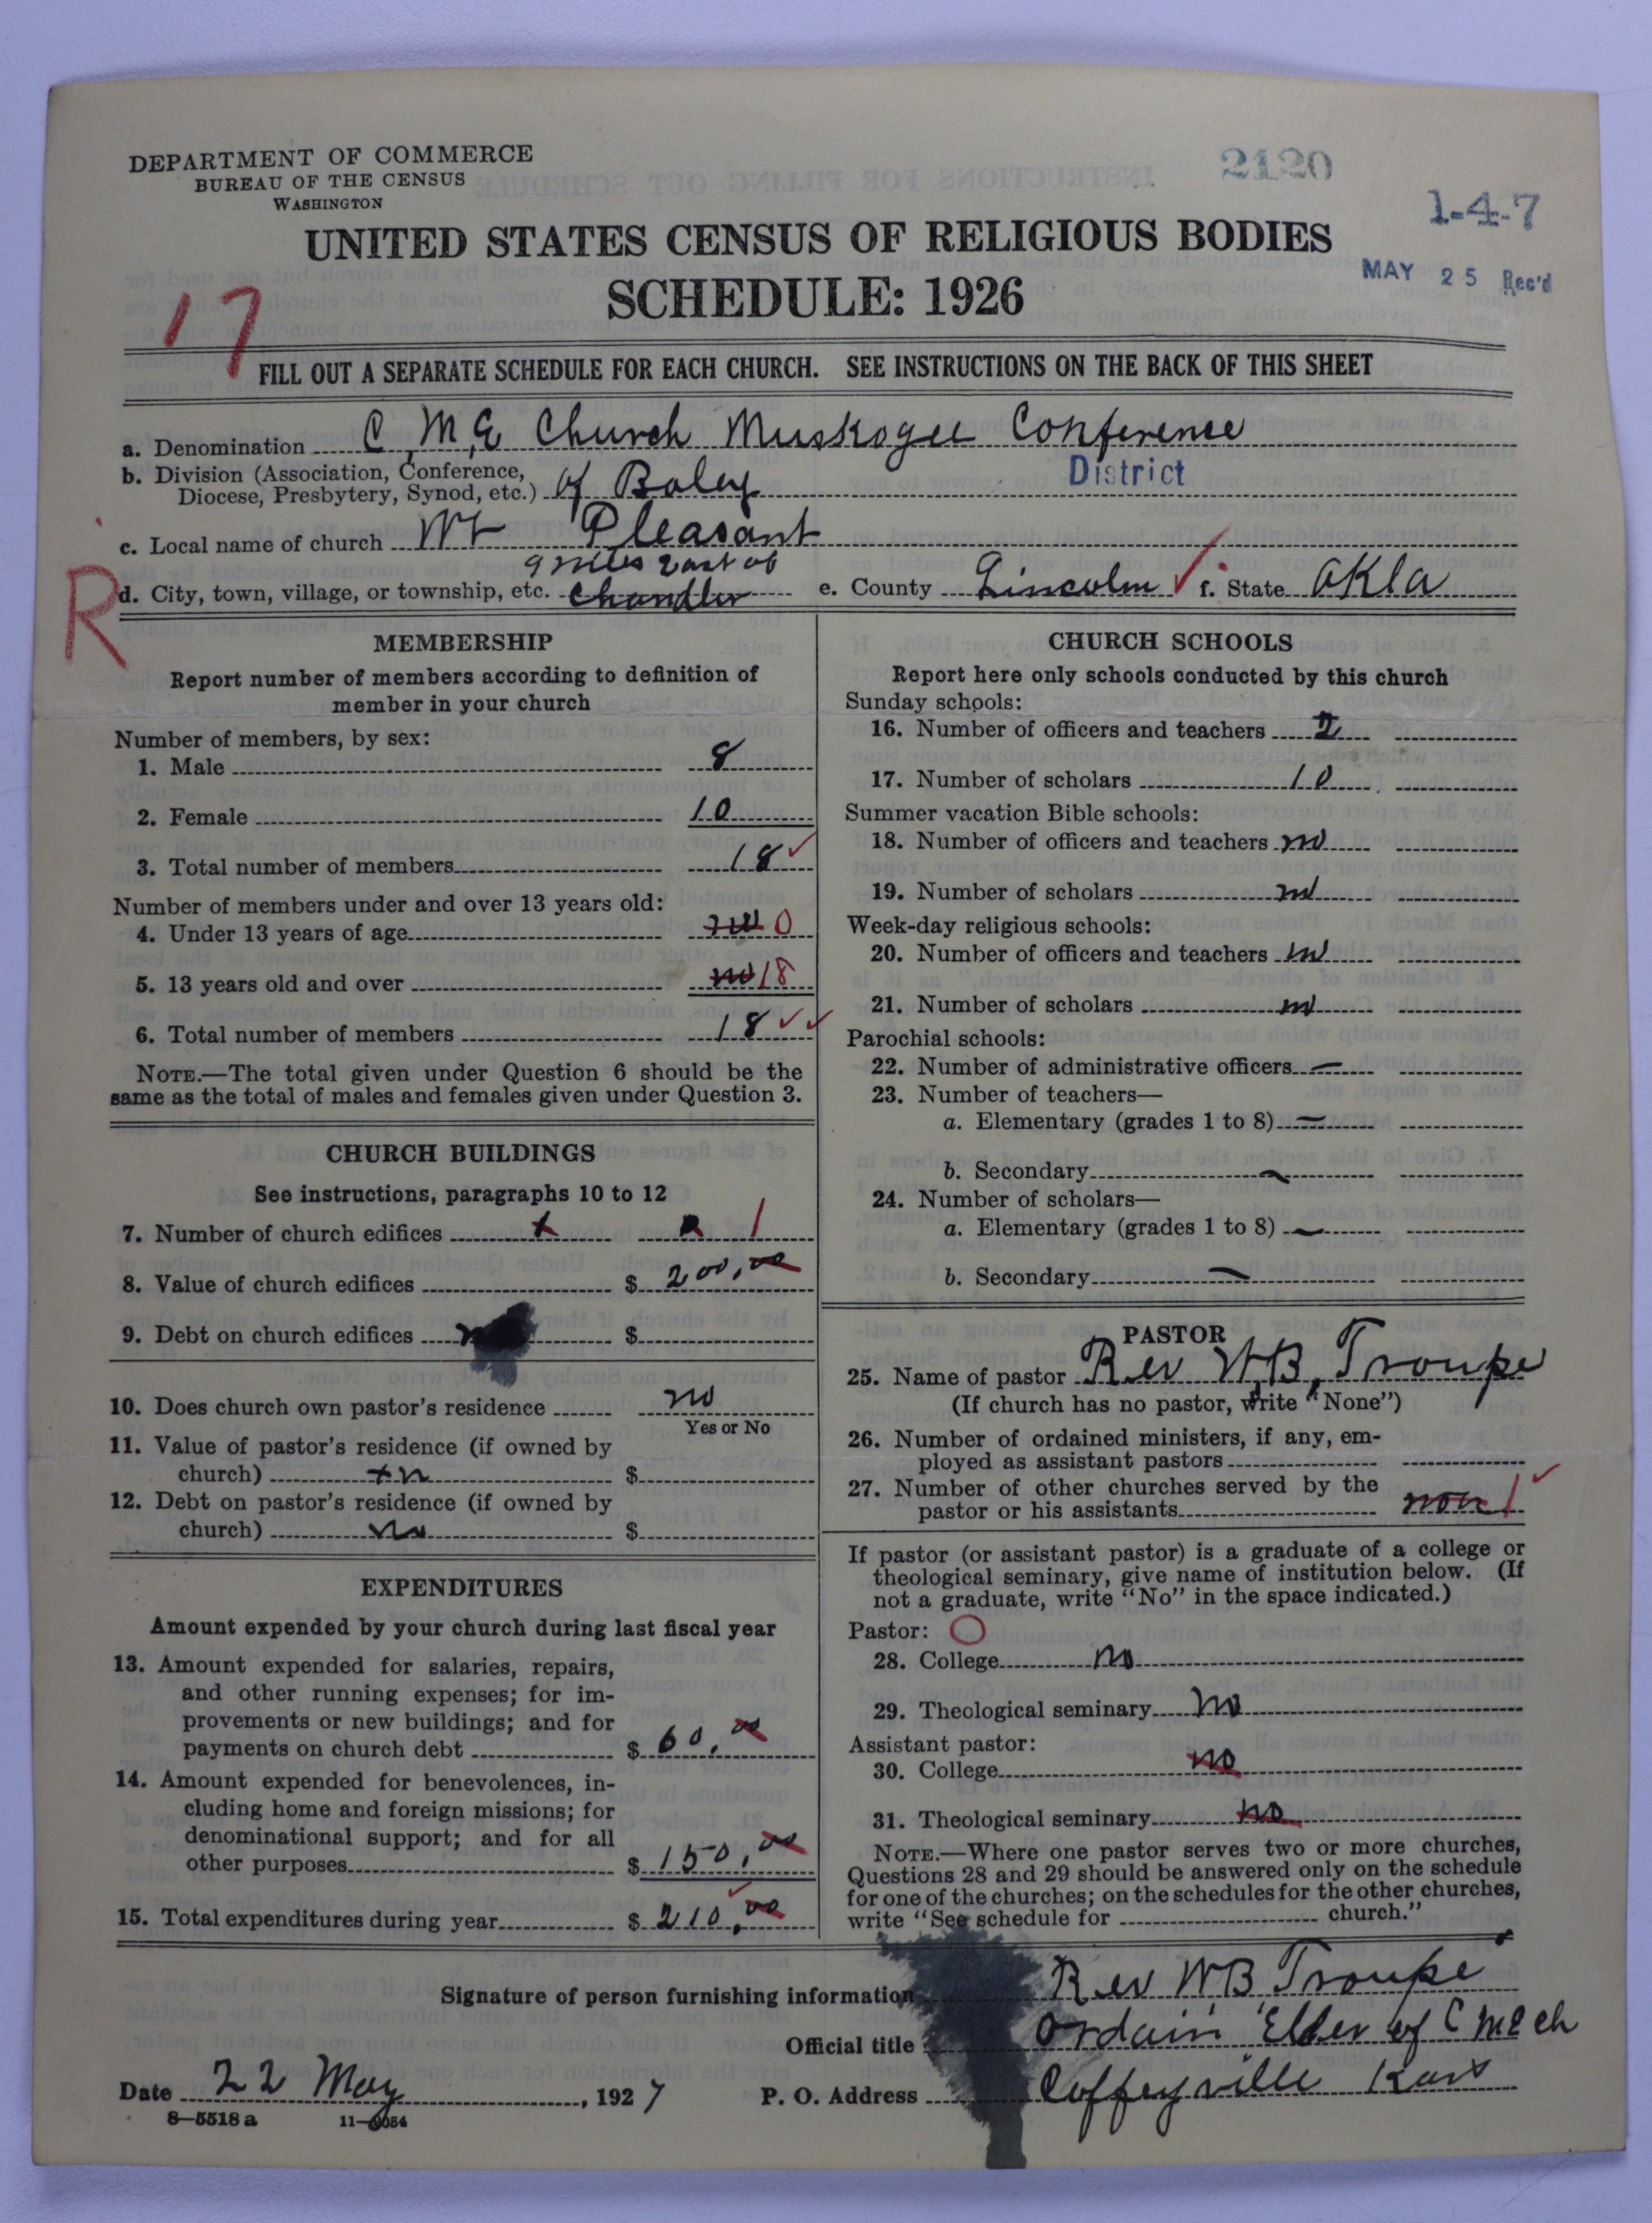 DEPARTMENT OF COMMERCE
BUREAU OF THE CENSUS
WASHINGTON
2120
1-4-7
UNITED STATES CENSUS OF RELIGIOUS BODIES
SCHEDULE: 1926
MAY 25 Rec'd
17
FILL OUT A SEPARATE SCHEDULE FOR EACH CHURCH. SEE INSTRUCTIONS ON THE BACK OF THIS SHEET
a. Denomination C M E Church Muskogee Conference
b. Division (Association, Conference,
Diocese, Presbytery, Synod, etc.) of Boley District
c. Local name of church Mt Pleasant
9 miles East of
R
d. City, town, village, or township, etc. Chandler e. County Lincoln f. State Okla
MEMBERSHIP
Report number of members according to definition of
member in your church
Number of members, by sex:
1. Male 8
2. Female 10
3. Total number of members 18
Number of members under and over 13 years old:
4. Under 13 years of age no 0
5. 13 years old and over no 18
6. Total number of members 18
NOTE.—The total given under Question 6 should be the
same as the total of males and females given under Question 3.
CHURCH BUILDINGS
See instructions, paragraphs 10 to 12
7. Number of church edifices 1
8. Value of church edifices $ 200,00
9. Debt on church edifices $
10. Does church own pastor's residence no
Yes or No
11. Value of pastor's residence (if owned by
church) $
12. Debt on pastor's residence (if owned by
church) no $
EXPENDITURES
Amount expended by your church during last fiscal year
13. Amount expended for salaries, repairs,
and other running expenses; for im-
provements or new buildings; and for
payments on church debt $ 60.00
14. Amount expended for benevolences, in-
cluding home and foreign missions; for
denominational support; and for all
other purposes $ 150,00
15. Total expenditures during year $ 210,00
CHURCH SCHOOLS
Report here only schools conducted by this church
Sunday schools:
16. Number of officers and teachers 2
17. Number of scholars 10
Summer vacation Bible schools:
18. Number of officers and teachers no
19. Number of scholars no
Week-day religious schools:
20. Number of officers and teachers no
21. Number of scholars no
Parochial schools:
22. Number of administrative officers —
23. Number of teachers—
a. Elementary (grades 1 to 8) —
b. Secondary —
24. Number of scholars—
a. Elementary (grades 1 to 8) —
b. Secondary —
PASTOR
25. Name of pastor Rev W.B. Troupe
(If church has no pastor, write "None")
26. Number of ordained ministers, if any, em-
ployed as assistant pastors
27. Number of other churches served by the
pastor or his assistants non 1
If pastor (or assistant pastor) is a graduate of a college or
theological seminary, give name of institution below. (If
not a graduate, write "No" in the space indicated.)
Pastor: O
28. College no
29. Theological seminary no
Assistant pastor:
30. College no
31. Theological seminary no
NOTE.—Where one pastor serves two or more churches,
Questions 28 and 29 should be answered only on the schedule
for one of the churches; on the schedules for the other churches,
write "See schedule for church."
Signature of person furnishing information Rev WB Troupe
Official title Ordain Elder of C M E ch
Date 22 May, 1927 P. O. Address Coffeyville Kans
8—5518 a 11—9054